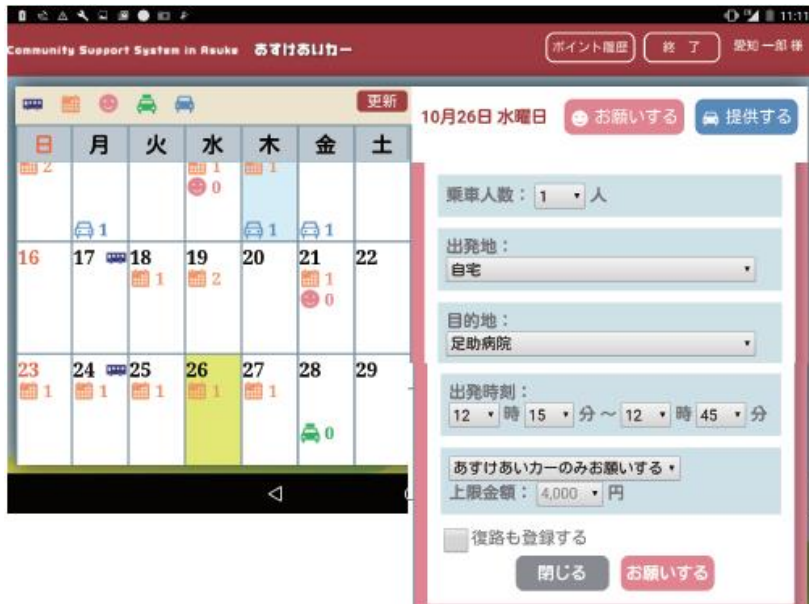 11:11
Community Support System in Asuke あすけあいカー
ポイント履歴
終 了
愛知 一郎 様
更新
日 月 火 水 木 金 土
2 1 1
0
1 1 1
16 17 18 19 20 21 22
1 2 1
0
23 24 25 26 27 28 29
1 1 1 1 1
0
10月26日 水曜日
お願いする
提供する
乗車人数： 1 人
出発地：
自宅
目的地：
足助病院
出発時刻：
12 時 15 分 ～ 12 時 45 分
あすけあいカーのみお願いする
上限金額： 4,000 円
復路も登録する
閉じる
お願いする